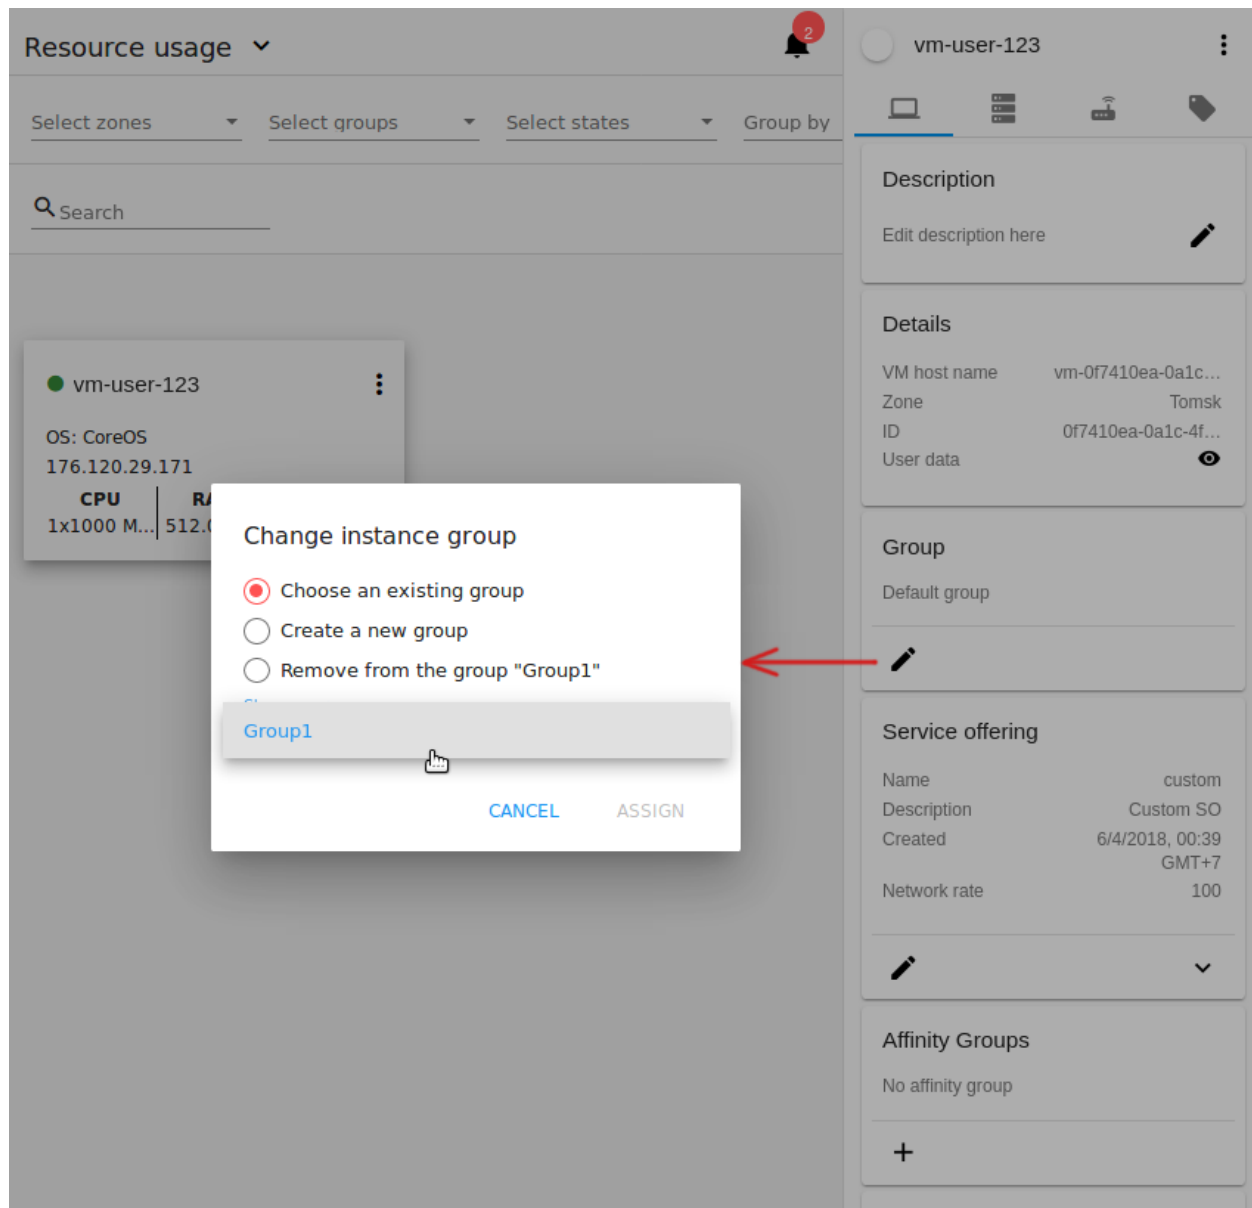 Resource usage
2
Select zones
Select groups
Select states
Group by
Search
vm-user-123
OS: CoreOS
176.120.29.171
CPU
1x1000 M...
Change instance group
Choose an existing group
Create a new group
Remove from the group "Group1"
Group1
CANCEL
ASSIGN
vm-user-123
Description
Edit description here
Details
VM host name vm-0f7410ea-0a1c...
Zone Tomsk
ID 0f7410ea-0a1c-4f...
User data
Group
Default group
Service offering
Name custom
Description Custom SO
Created 6/4/2018, 00:39
GMT+7
Network rate 100
Affinity Groups
No affinity group